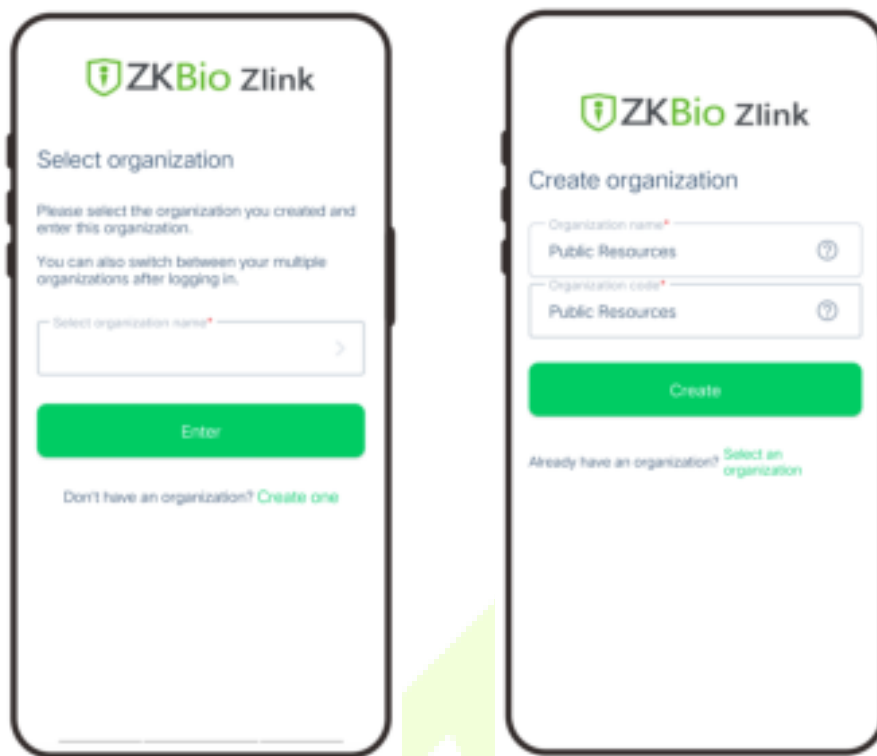 ZKBio Zlink
Select organization
Please select the organization you created and
enter this organization.
You can also switch between your multiple
organizations after logging in.
Select organization name*
Enter
Don't have an organization? Create one
ZKBio Zlink
Create organization
Organization name*
Public Resources
Organization code*
Public Resources
Create
Already have an organization? Select an
organization